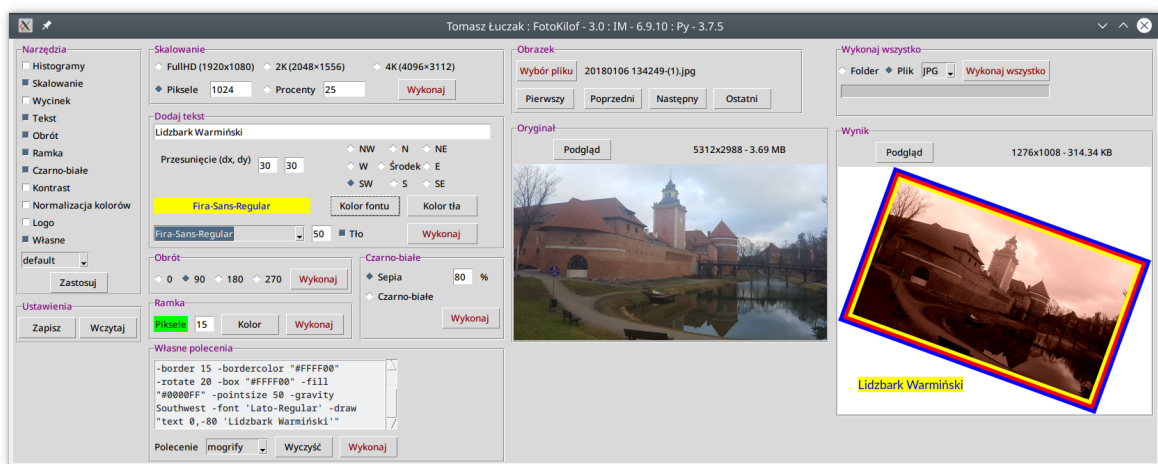 Tomasz Łuczak : FotoKilof - 3.0 : IM - 6.9.10 : Py - 3.7.5
Narzędzia
Histogramy
Skalowanie
Wycinek
Tekst
Obrót
Ramka
Czarno-białe
Kontrast
Normalizacja kolorów
Logo
Własne
default
Zastosuj
Ustawienia
Zapisz Wczytaj
Skalowanie
FullHD (1920x1080) 2K (2048×1556) 4K (4096×3112)
Piksele 1024 Procenty 25 Wykonaj
Dodaj tekst
Lidzbark Warmiński
Przesunięcie (dx, dy) 30 30
NW N NE
W Środek E
SW S SE
Fira-Sans-Regular Kolor fontu Kolor tła
Fira-Sans-Regular 50 Tło Wykonaj
Obrót
0 90 180 270 Wykonaj
Ramka
Piksele 15 Kolor Wykonaj
Czarno-białe
Sepia 80 %
Czarno-białe
Wykonaj
Własne polecenia
-border 15 -bordercolor "#FFFF00"
-rotate 20 -box "#FFFF00" -fill
"#0000FF" -pointsize 50 -gravity
Southwest -font 'Lato-Regular' -draw
"text 0,-80 'Lidzbark Warmiński'"
Polecenie mogrify Wyczyść Wykonaj
Obrazek
Wybór pliku 20180106 134249-(1).jpg
Pierwszy Poprzedni Następny Ostatni
Oryginał
Podgląd 5312x2988 - 3.69 MB
Wykonaj wszystko
Folder Plik JPG Wykonaj wszystko
Wynik
Podgląd 1276x1008 - 314.34 KB
Lidzbark Warmiński